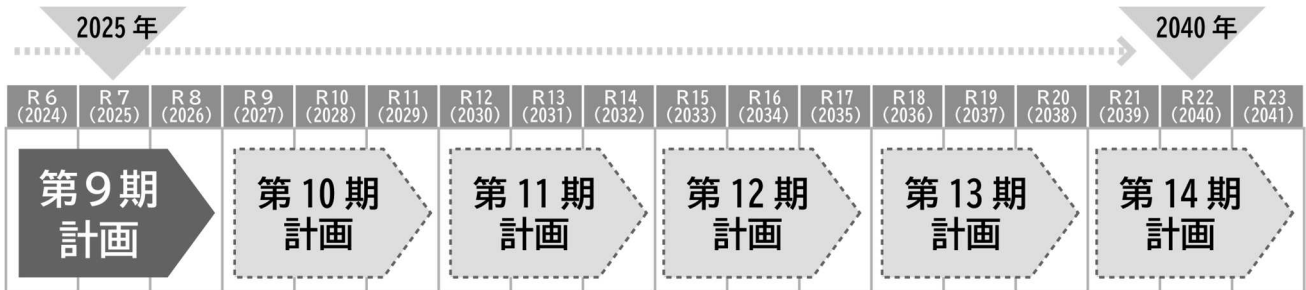 2025 年
2040 年
R 6
(2024)
R 7
(2025)
R 8
(2026)
R 9
(2027)
R10
(2028)
R11
(2029)
R12
(2030)
R13
(2031)
R14
(2032)
R15
(2033)
R16
(2034)
R17
(2035)
R18
(2036)
R19
(2037)
R20
(2038)
R21
(2039)
R22
(2040)
R23
(2041)
第９期
計画
第 10 期
計画
第 11 期
計画
第 12 期
計画
第 13 期
計画
第 14 期
計画